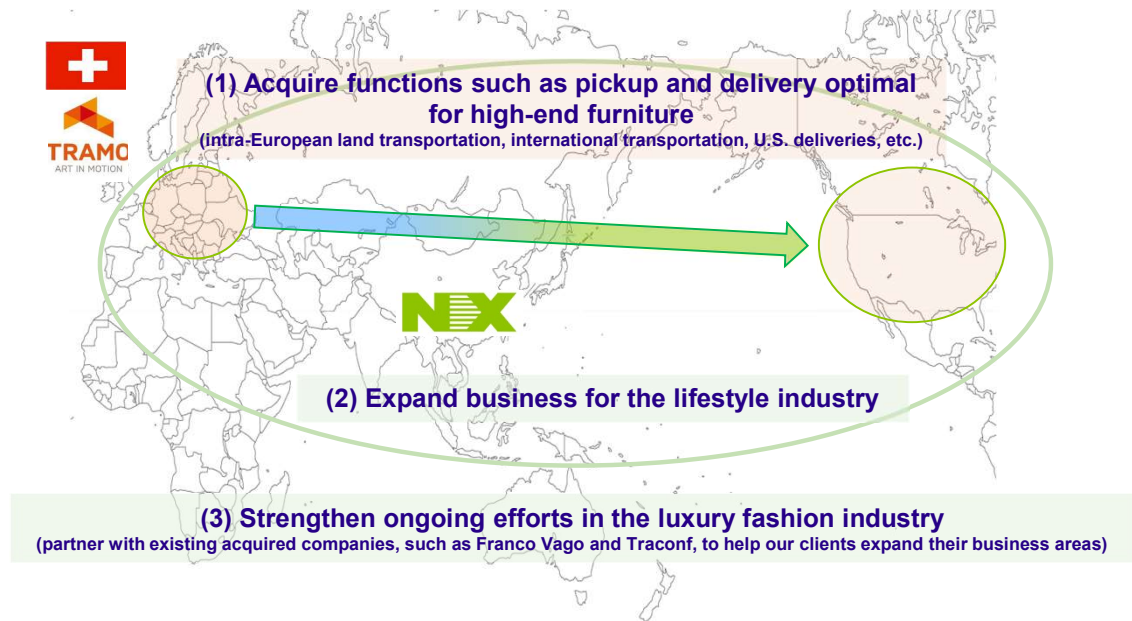 (1) Acquire functions such as pickup and delivery optimal
for high-end furniture
(intra-European land transportation, international transportation, U.S. deliveries, etc.)
TRAMO
ART IN MOTION
NX
(2) Expand business for the lifestyle industry
(3) Strengthen ongoing efforts in the luxury fashion industry
(partner with existing acquired companies, such as Franco Vago and Traconf, to help our clients expand their business areas)